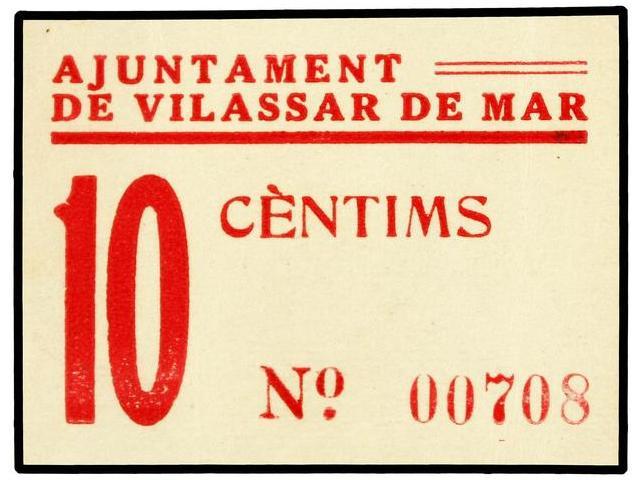 AJUNTAMENT
DE VILASSAR DE MAR
10 CÈNTIMS
Nº 00708